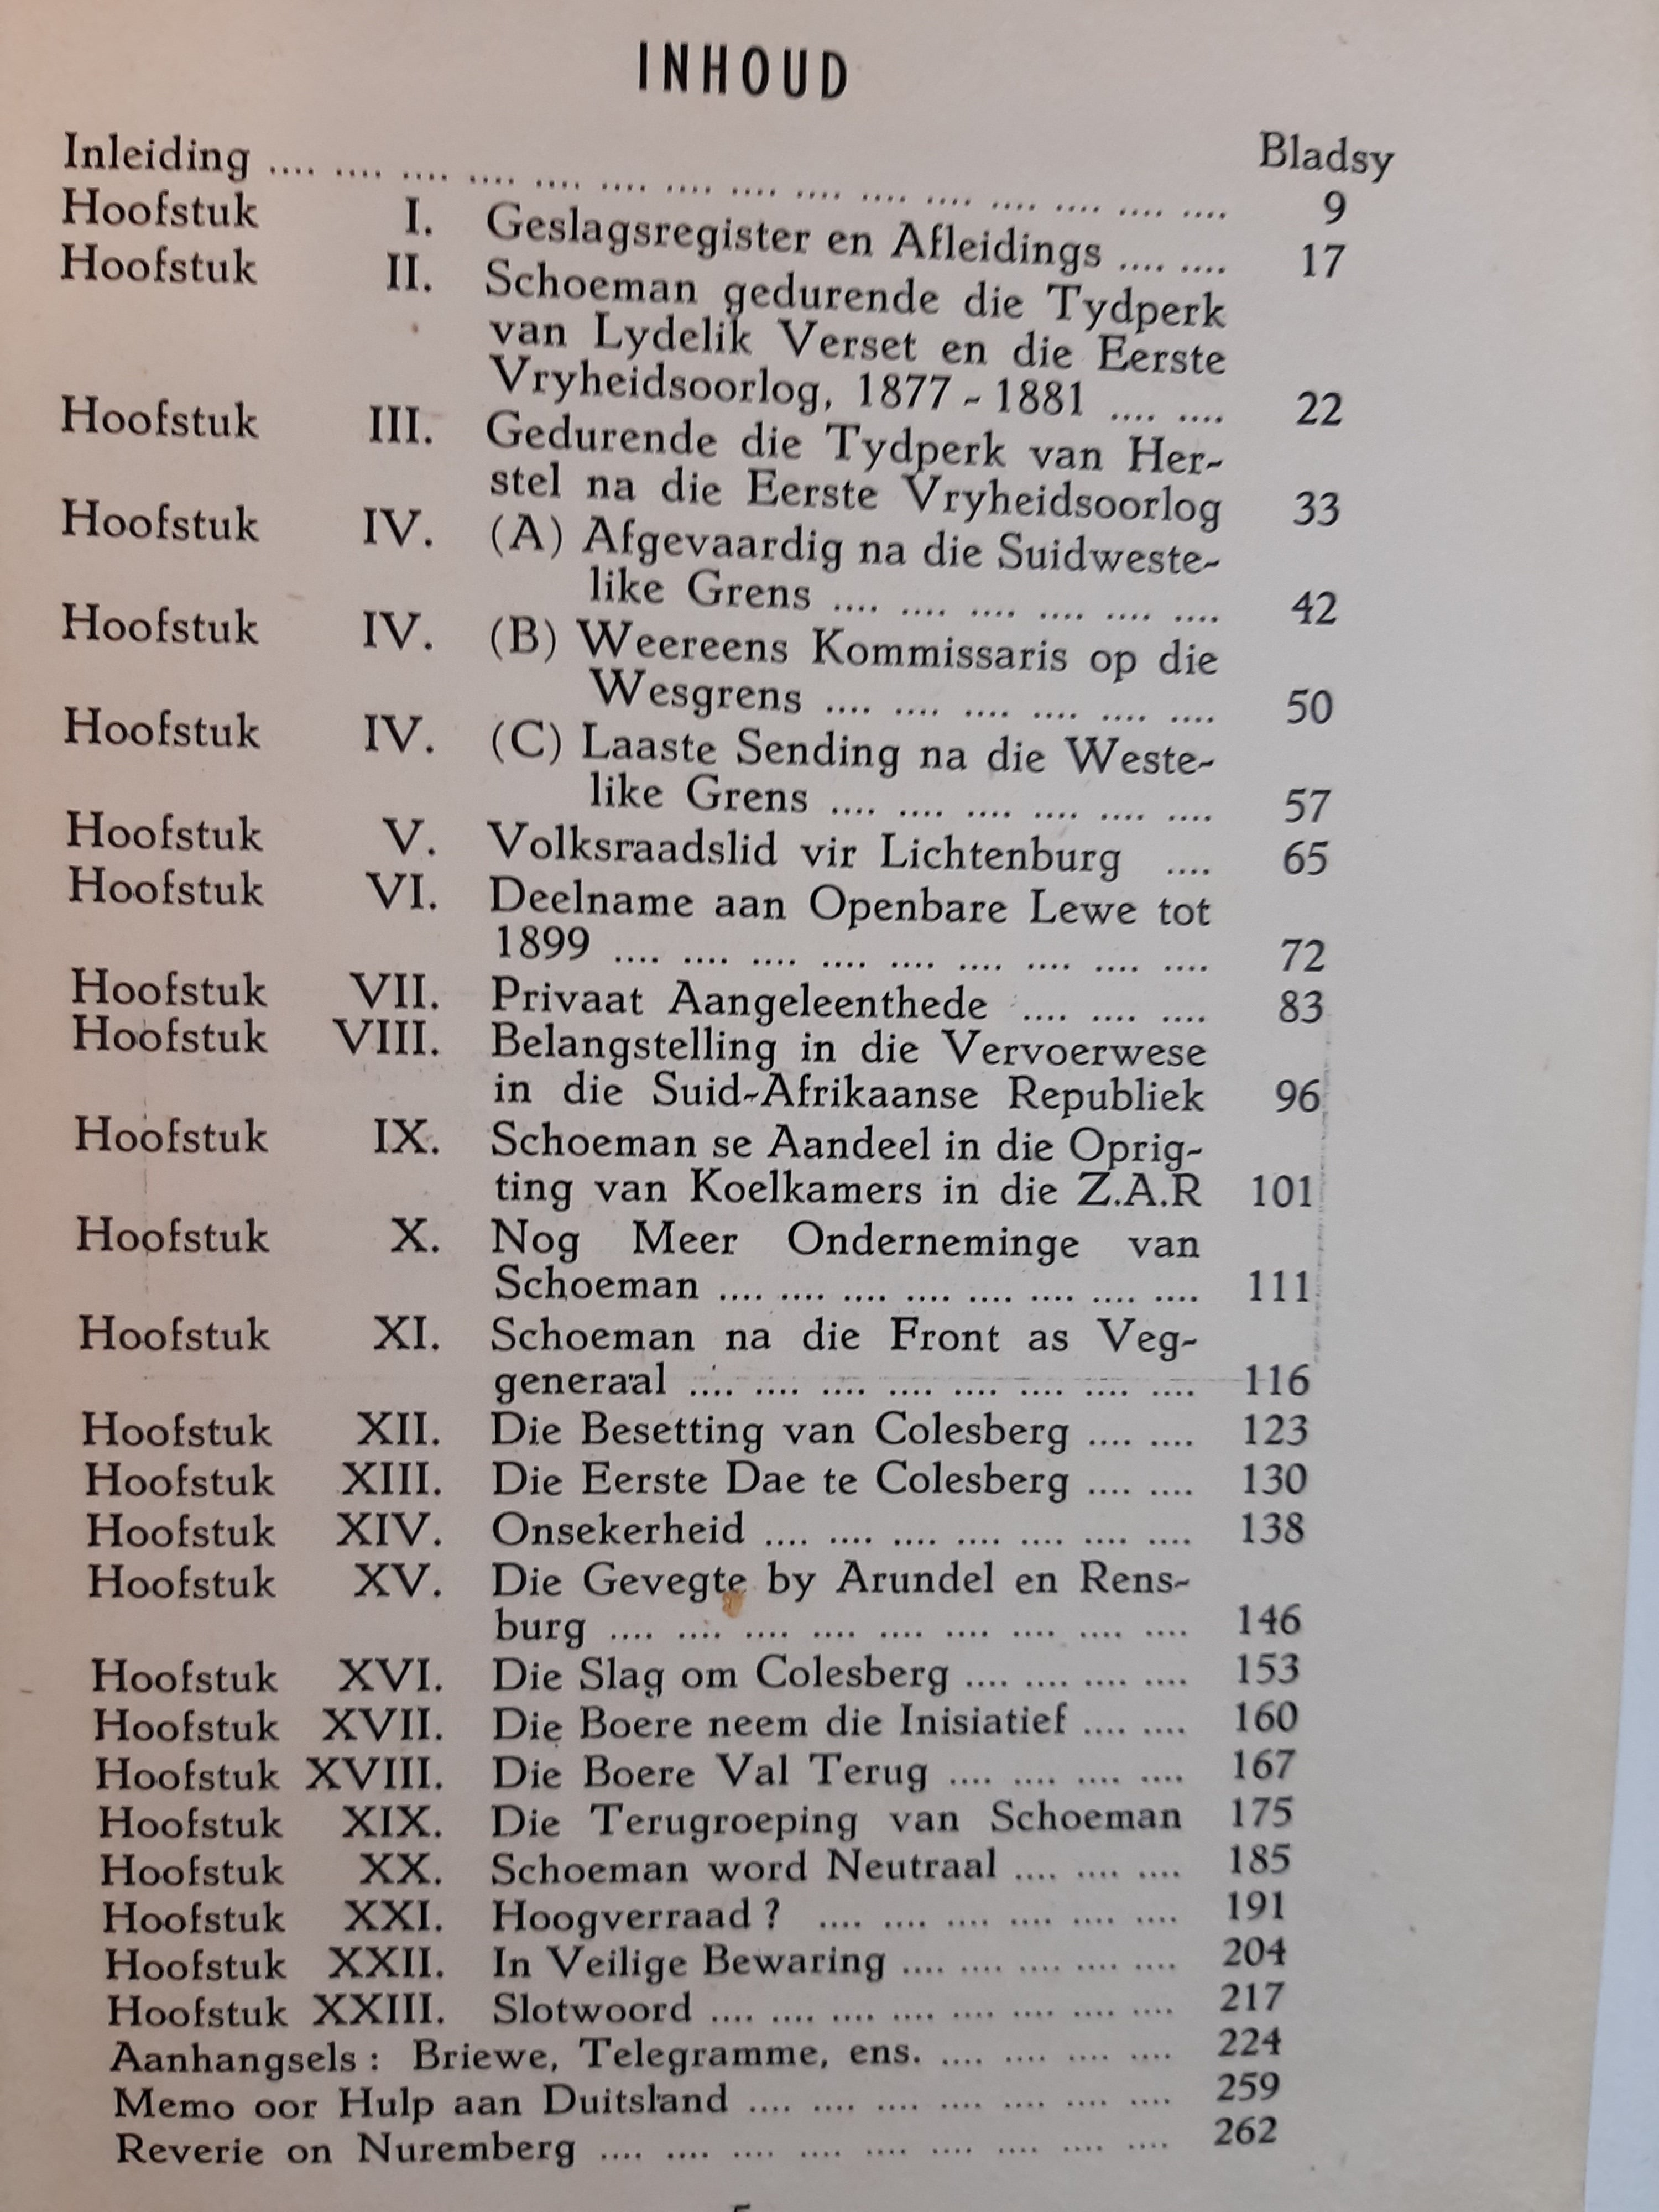 INHOUD
Bladsy
Inleiding .... .... .... .... .... .... .... .... .... .... .... .... .... .... .... 9
Hoofstuk I. Geslagsregister en Afleidings .... .... 17
Hoofstuk II. Schoeman gedurende die Tydperk
van Lydelik Verset en die Eerste
Vryheidsoorlog, 1877 - 1881 .... .... 22
Hoofstuk III. Gedurende die Tydperk van Her-
stel na die Eerste Vryheidsoorlog 33
Hoofstuk IV. (A) Afgevaardig na die Suidweste-
like Grens .... .... .... .... .... .... 42
Hoofstuk IV. (B) Weereens Kommissaris op die
Wesgrens .... .... .... .... .... .... 50
Hoofstuk IV. (C) Laaste Sending na die Weste-
like Grens .... .... .... .... .... .... 57
Hoofstuk V. Volksraadslid vir Lichtenburg .... 65
Hoofstuk VI. Deelname aan Openbare Lewe tot
1899 .... .... .... .... .... .... .... .... .... 72
Hoofstuk VII. Privaat Aangeleenthede .... .... .... 83
Hoofstuk VIII. Belangstelling in die Vervoerwese
in die Suid-Afrikaanse Republiek 96
Hoofstuk IX. Schoeman se Aandeel in die Oprig-
ting van Koelkamers in die Z.A.R 101
Hoofstuk X. Nog Meer Onderneminge van
Schoeman .... .... .... .... .... .... .... .... 111
Hoofstuk XI. Schoeman na die Front as Veg-
generaal .... .... .... .... .... .... .... .... 116
Hoofstuk XII. Die Besetting van Colesberg .... .... 123
Hoofstuk XIII. Die Eerste Dae te Colesberg .... .... 130
Hoofstuk XIV. Onsekerheid .... .... .... .... .... .... .... 138
Hoofstuk XV. Die Gevegte by Arundel en Rens-
burg .... .... .... .... .... .... .... .... .... 146
Hoofstuk XVI. Die Slag om Colesberg .... .... .... .... 153
Hoofstuk XVII. Die Boere neem die Inisiatief .... .... 160
Hoofstuk XVIII. Die Boere Val Terug .... .... .... .... 167
Hoofstuk XIX. Die Terugroeping van Schoeman 175
Hoofstuk XX. Schoeman word Neutraal .... .... .... 185
Hoofstuk XXI. Hoogverraad ? .... .... .... .... .... .... 191
Hoofstuk XXII. In Veilige Bewaring .... .... .... .... .... 204
Hoofstuk XXIII. Slotwoord .... .... .... .... .... .... .... .... 217
Aanhangsels : Briewe, Telegramme, ens. .... .... .... .... 224
Memo oor Hulp aan Duitsland .... .... .... .... .... .... .... 259
Reverie on Nuremberg .... .... .... .... .... .... .... .... .... 262